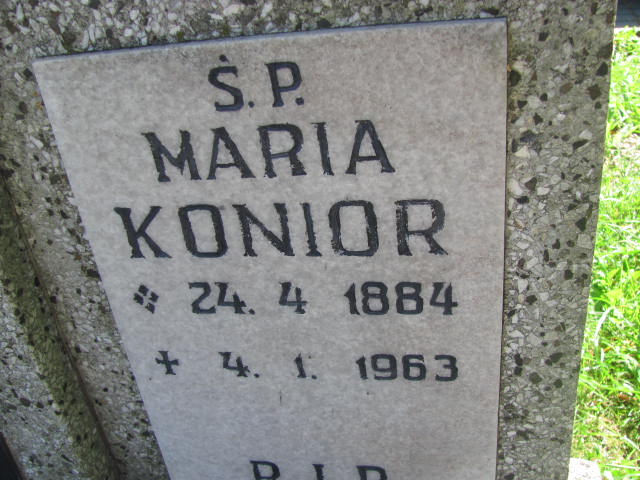 Ś.P.
MARIA
KONIOR
24. 4 1884
✝ 4. 1. 1963
R.I.P